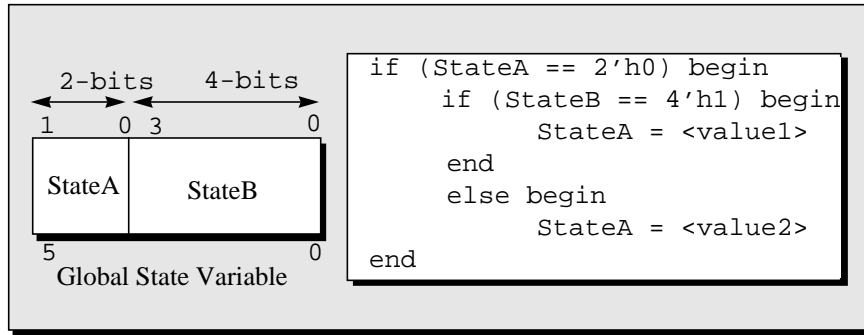 2-bits 4-bits
1 0 3 0
StateA StateB
5 0
Global State Variable
if (StateA == 2'h0) begin
if (StateB == 4'h1) begin
StateA = <value1>
end
else begin
StateA = <value2>
end